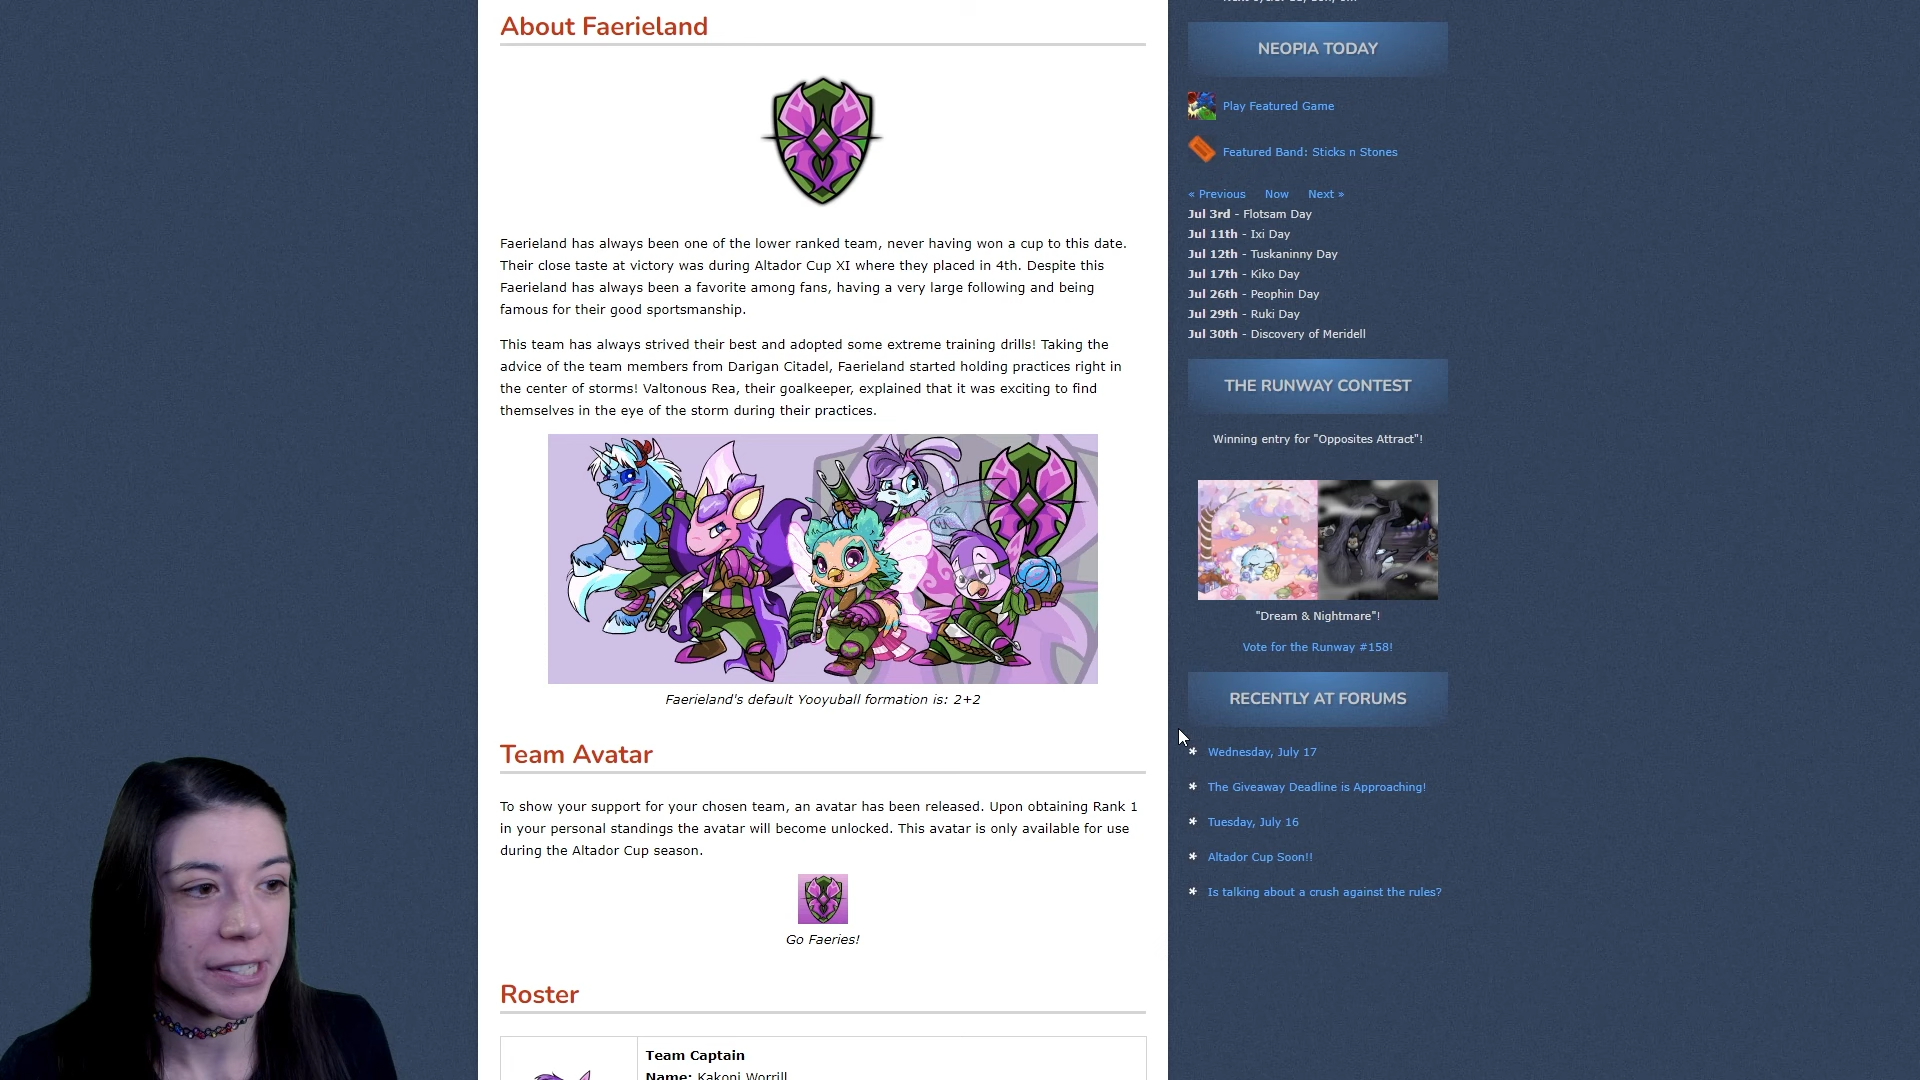 About Faerieland
Faerieland has always been one of the lower ranked team, never having won a cup to this date.
Their close taste at victory was during Altador Cup XI where they placed in 4th. Despite this
Faerieland has always been a favorite among fans, having a very large following and being
famous for their good sportsmanship.
This team has always strived their best and adopted some extreme training drills! Taking the
advice of the team members from Darigan Citadel, Faerieland started holding practices right in
the center of storms! Valtonous Rea, their goalkeeper, explained that it was exciting to find
themselves in the eye of the storm during their practices.
Faerieland's default Yooyuball formation is: 2+2
Team Avatar
To show your support for your chosen team, an avatar has been released. Upon obtaining Rank 1
in your personal standings the avatar will become unlocked. This avatar is only available for use
during the Altador Cup season.
Go Faeries!
Roster
Team Captain
Name: Kakoni Worrill
NEOPIA TODAY
Play Featured Game
Featured Band: Sticks n Stones
« Previous Now Next »
Jul 3rd - Flotsam Day
Jul 11th - Ixi Day
Jul 12th - Tuskaninny Day
Jul 17th - Kiko Day
Jul 26th - Peophin Day
Jul 29th - Ruki Day
Jul 30th - Discovery of Meridell
THE RUNWAY CONTEST
Winning entry for "Opposites Attract"!
"Dream & Nightmare"!
Vote for the Runway #158!
RECENTLY AT FORUMS
* Wednesday, July 17
* The Giveaway Deadline is Approaching!
* Tuesday, July 16
* Altador Cup Soon!!
* Is talking about a crush against the rules?